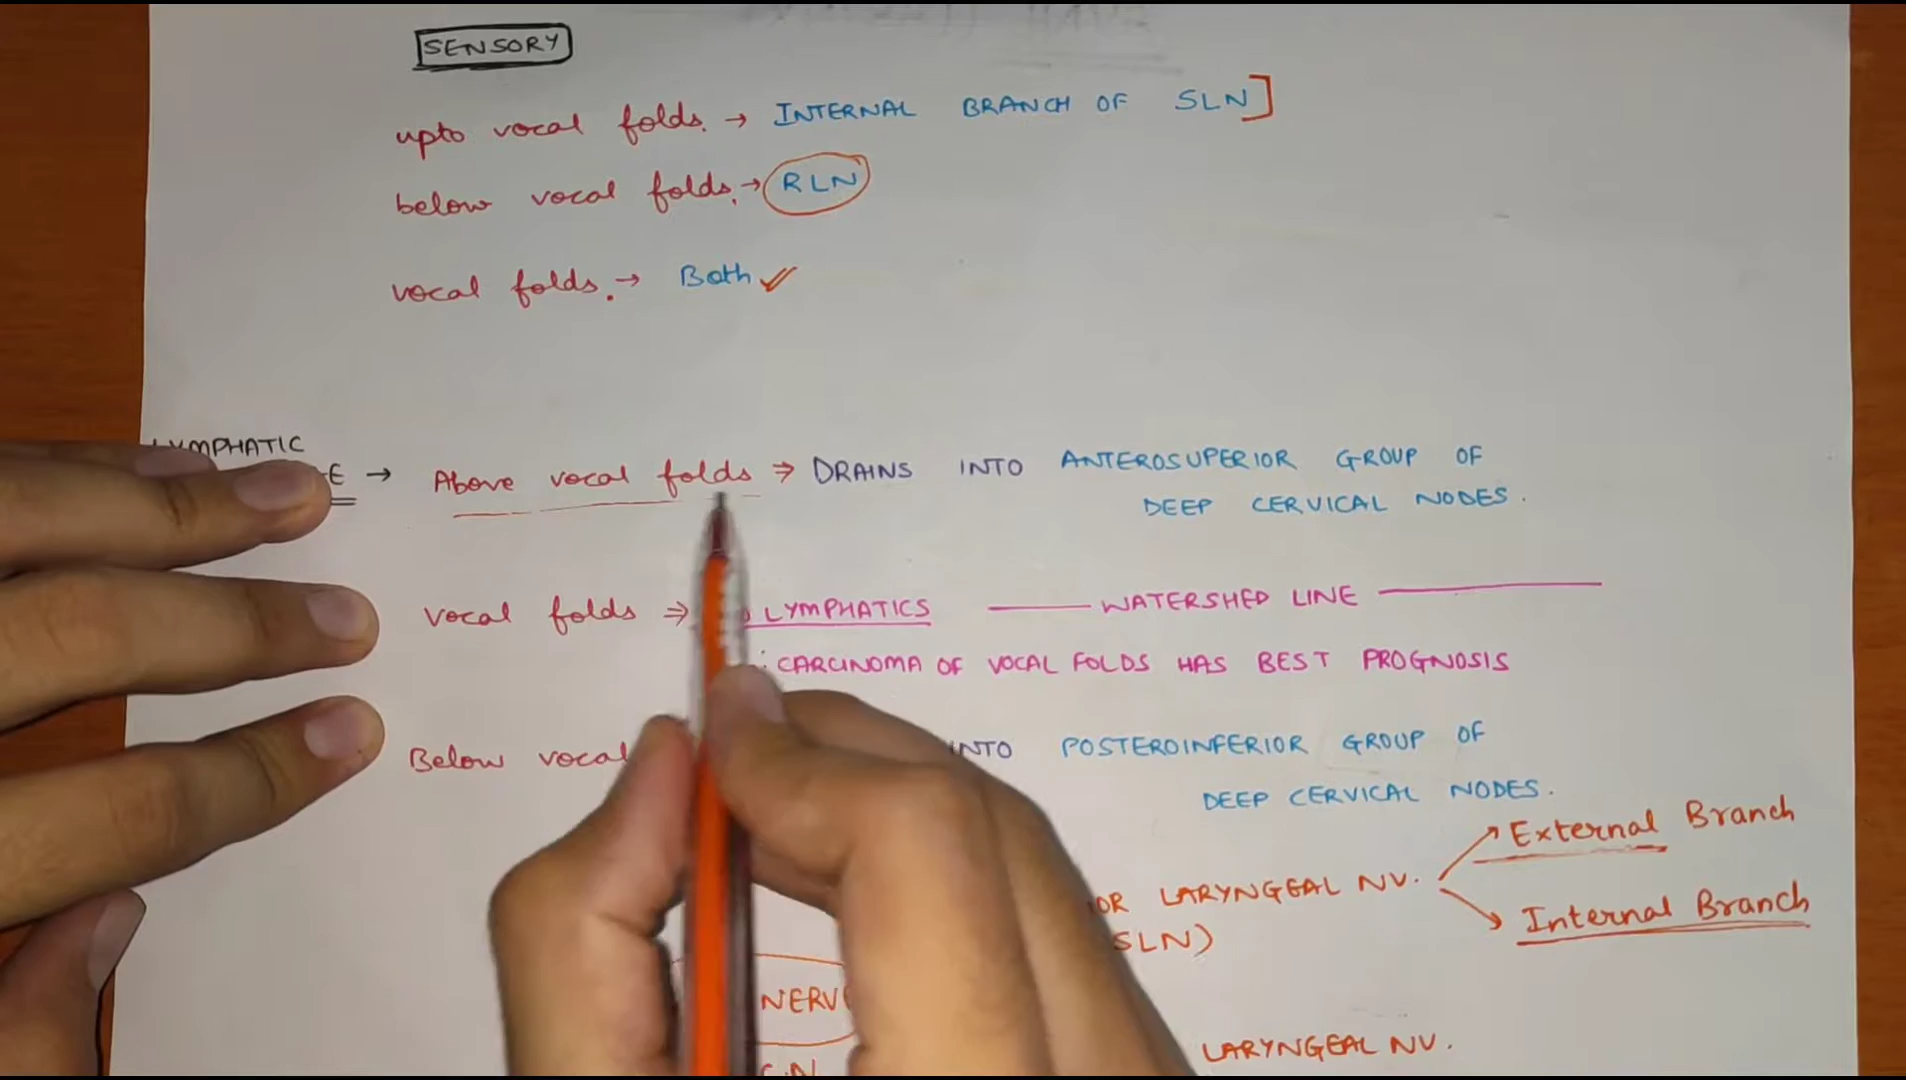 SENSORY
upto vocal folds. → INTERNAL BRANCH OF SLN]
below vocal folds. → RLN
vocal folds. → Both ✓
LYMPHATIC
→ Above vocal folds ⇒ DRAINS INTO ANTEROSUPERIOR GROUP OF
DEEP CERVICAL NODES.
vocal folds ⇒ LYMPHATICS — WATERSHED LINE —
CARCINOMA OF VOCAL FOLDS HAS BEST PROGNOSIS
Below vocal INTO POSTEROINFERIOR GROUP OF
DEEP CERVICAL NODES.
External Branch
LARYNGEAL NV.
Internal Branch
SLN)
NERV
LARYNGEAL NV.